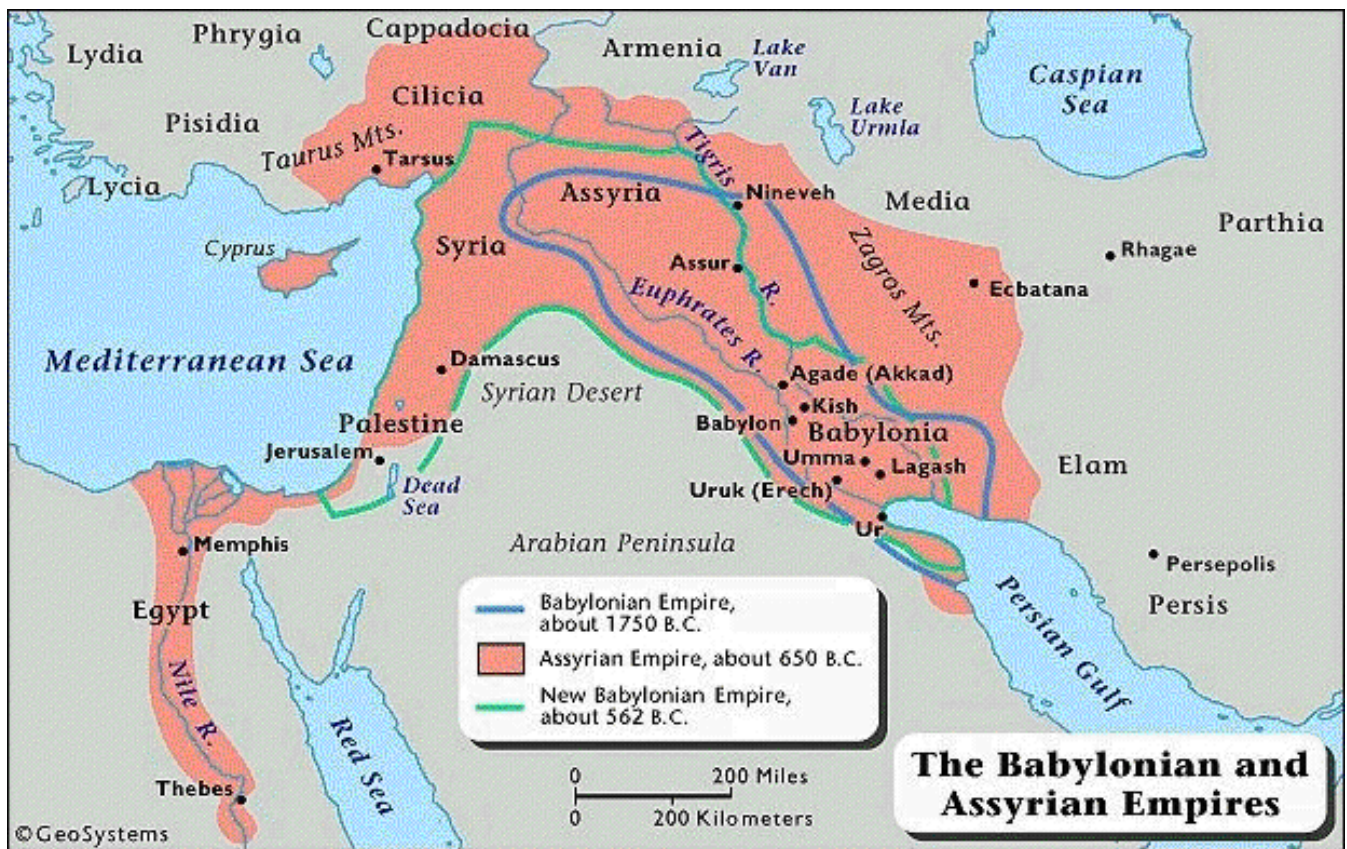 Lydia
Phrygia
Cappadocia
Armenia
Lake
Van
Caspian
Sea
Cilicia
Lake
Urmla
Pisidia
Taurus Mts.
Tarsus
Tigris
R.
Lycia
Assyria
Nineveh
Media
Parthia
Cyprus
Syria
Zagros Mts.
Rhagae
Assur
Ecbatana
Euphrates R.
Mediterranean Sea
Damascus
Syrian Desert
Agade (Akkad)
Kish
Palestine
Babylon
Babylonia
Jerusalem
Umma
Lagash
Elam
Dead
Sea
Uruk (Erech)
Ur
Memphis
Arabian Peninsula
Persepolis
Persis
Persian Gulf
Egypt
Nile R.
Red Sea
Thebes
Babylonian Empire,
about 1750 B.C.
Assyrian Empire, about 650 B.C.
New Babylonian Empire,
about 562 B.C.
0 200 Miles
0 200 Kilometers
The Babylonian and
Assyrian Empires
©GeoSystems